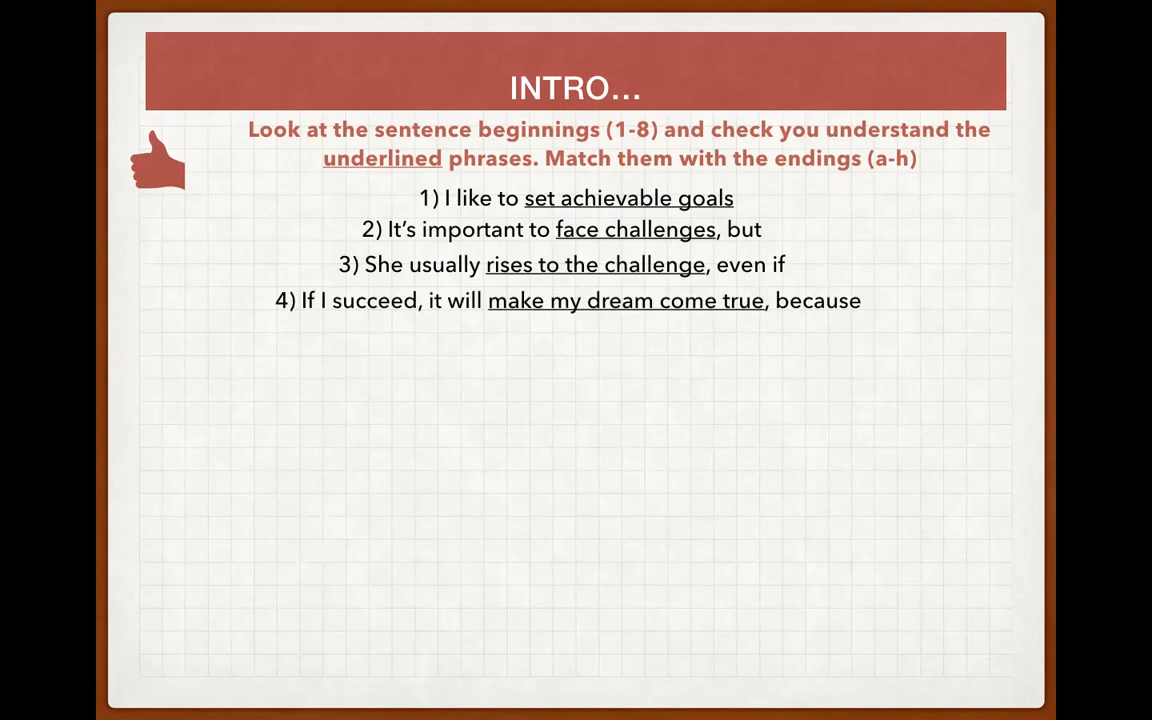 INTRO…
Look at the sentence beginnings (1-8) and check you understand the
underlined phrases. Match them with the endings (a-h)
1) I like to set achievable goals
2) It’s important to face challenges, but
3) She usually rises to the challenge, even if
4) If I succeed, it will make my dream come true, because